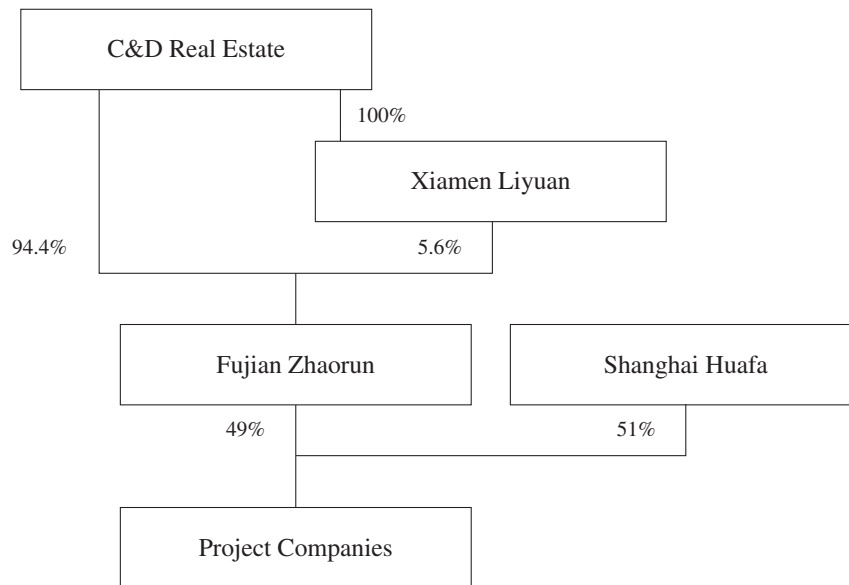 C&D Real Estate
100%
Xiamen Liyuan
94.4%
5.6%
Fujian Zhaorun
Shanghai Huafa
49%
51%
Project Companies